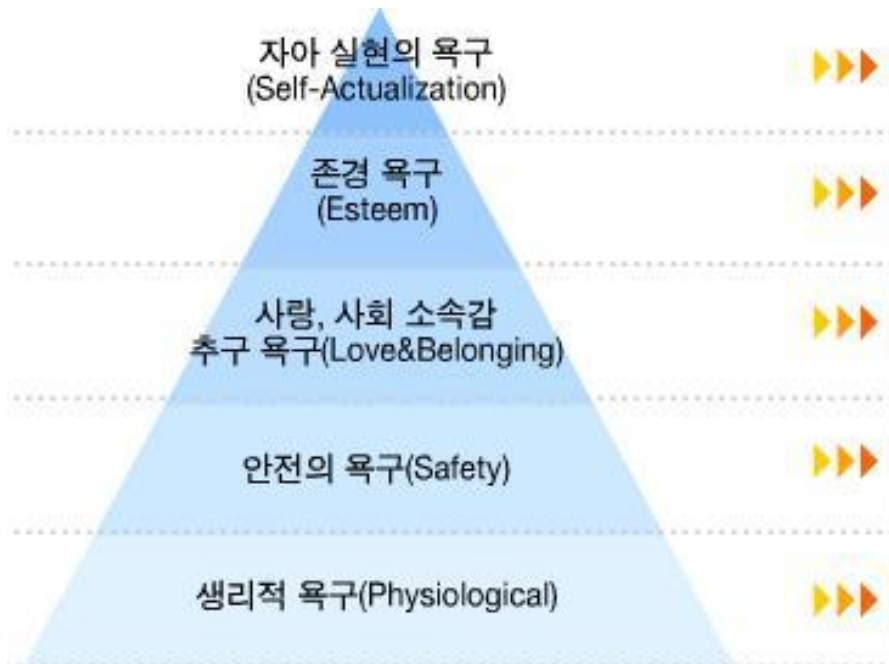 자아 실현의 욕구
(Self-Actualization)
존경 욕구
(Esteem)
사랑, 사회 소속감
추구 욕구(Love&Belonging)
안전의 욕구(Safety)
생리적 욕구(Physiological)